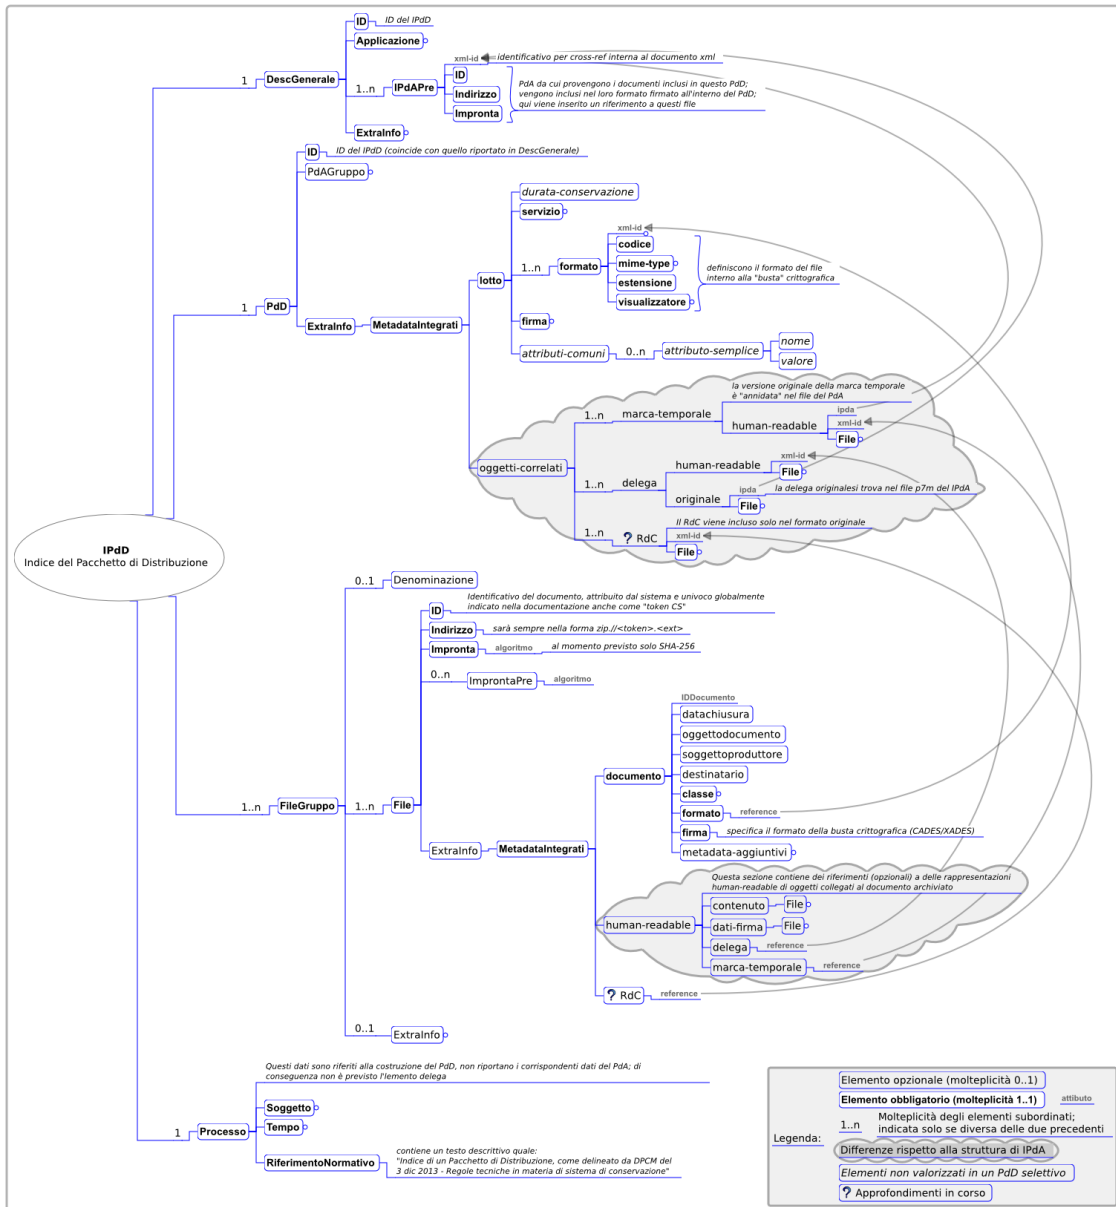 ID
ID del IPdD
Applicazione
xml-id
identificativo per cross-ref interna al documento xml
1
DescGenerale
1..n
IPdAPre
ID
Indirizzo
Impronta
PdA da cui provengono i documenti inclusi in questo PdD;
vengono inclusi nel loro formato firmato all'interno del PdD;
qui viene inserito un riferimento a questi file
ExtraInfo
ID
ID del IPdD (coincide con quello riportato in DescGenerale)
PdAGruppo
1
PdD
ExtraInfo
MetadataIntegrati
lotto
durata-conservazione
servizio
1..n
formato
xml-id
codice
mime-type
estensione
visualizzatore
definiscono il formato del file
interno alla "busta" crittografica
firma
attributi-comuni
0..n
attributo-semplice
nome
valore
oggetti-correlati
1..n
marca-temporale
la versione originale della marca temporale
è "annidata" nel file del PdA
human-readable
ipda
xml-id
File
1..n
delega
human-readable
xml-id
File
originale
ipda
la delega originalesi trova nel file p7m del IPdA
File
1..n
? RdC
Il RdC viene incluso solo nel formato originale
xml-id
File
IPdD
Indice del Pacchetto di Distribuzione
0..1
Denominazione
ID
Identificativo del documento, attribuito dal sistema e univoco globalmente
indicato nella documentazione anche come "token CS"
Indirizzo
sarà sempre nella forma zip.//<token>.<ext>
Impronta
algoritmo
al momento previsto solo SHA-256
0..n
ImprontaPre
algoritmo
1..n
FileGruppo
1..n
File
ExtraInfo
MetadataIntegrati
documento
IDDocumento
datachiusura
oggettodocumento
soggettoproduttore
destinatario
classe
formato
reference
firma
specifica il formato della busta crittografica (CADES/XADES)
metadata-aggiuntivi
human-readable
Questa sezione contiene dei riferimenti (opzionali) a delle rappresentazioni
human-readable di oggetti collegati al documento archiviato
contenuto
File
dati-firma
File
delega
reference
marca-temporale
reference
? RdC
reference
0..1
ExtraInfo
1
Processo
Questi dati sono riferiti alla costruzione del PdD, non riportano i corrispondenti dati del PdA; di
conseguenza non è previsto l'lemento delega
Soggetto
Tempo
RiferimentoNormativo
contiene un testo descrittivo quale:
"Indice di un Pacchetto di Distribuzione, come delineato da DPCM del
3 dic 2013 - Regole tecniche in materia di sistema di conservazione"
Legenda:
Elemento opzionale (molteplicità 0..1)
Elemento obbligatorio (molteplicità 1..1)
attibuto
1..n
Molteplicità degli elementi subordinati;
indicata solo se diversa delle due precedenti
Differenze rispetto alla struttura di IPdA
Elementi non valorizzati in un PdD selettivo
? Approfondimenti in corso